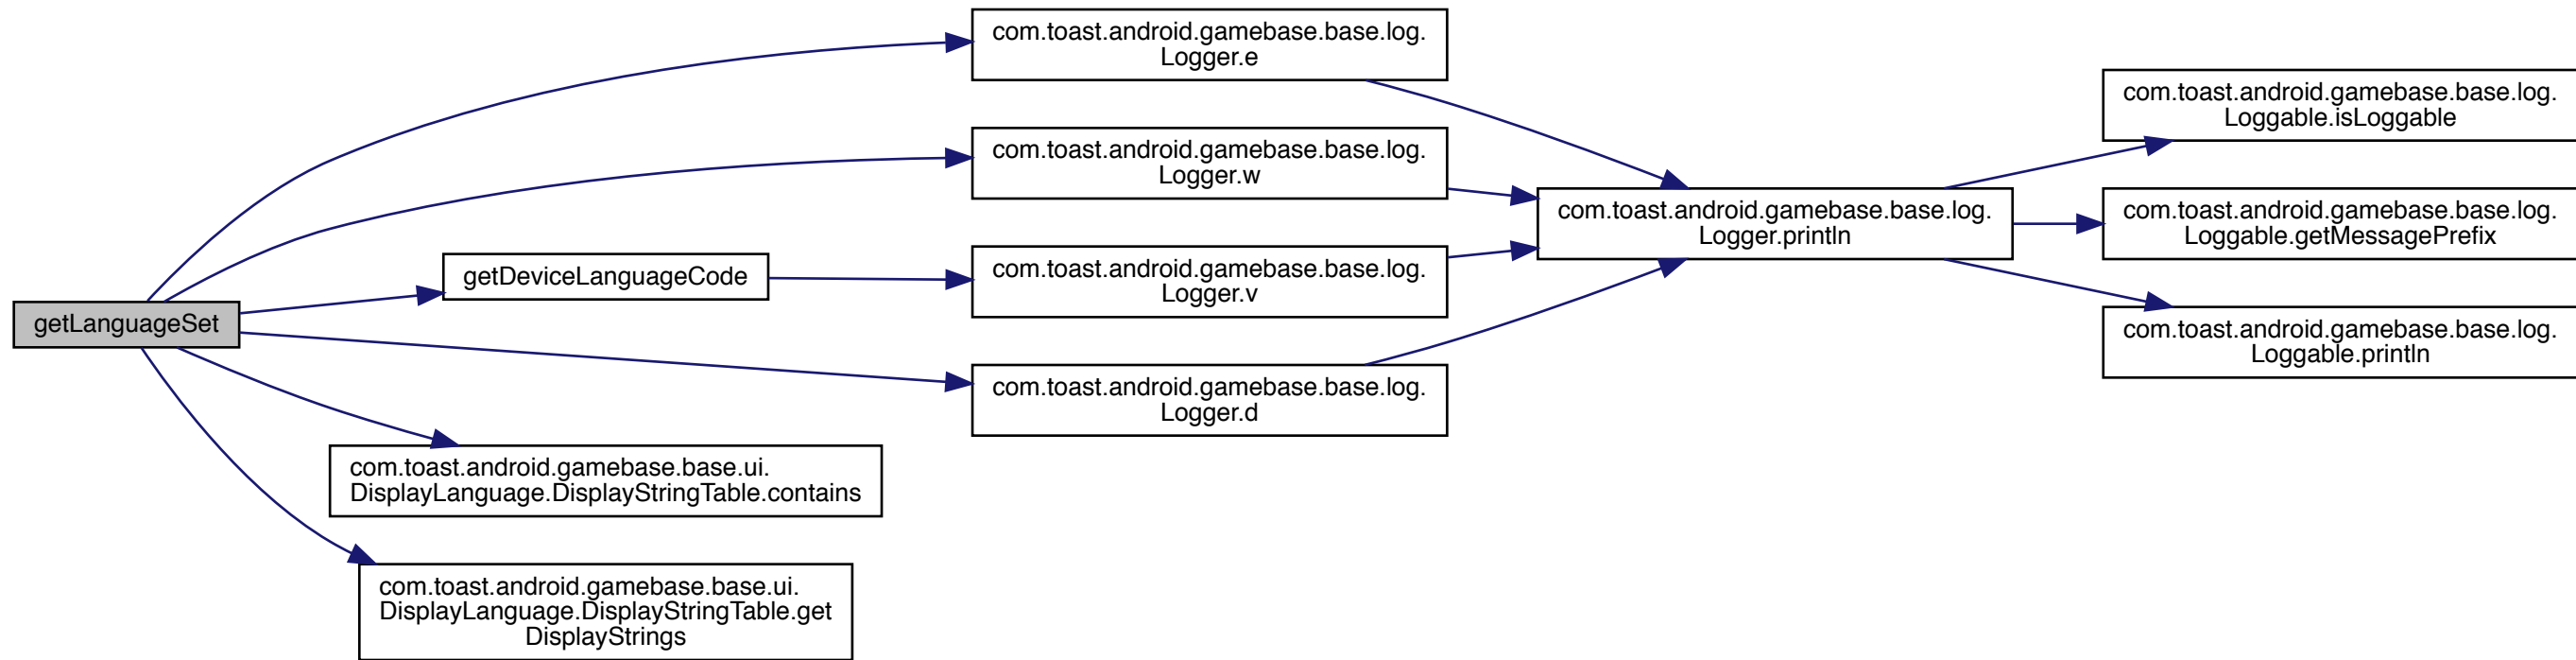 getLanguageSet
com.toast.android.gamebase.base.log.
Logger.e
com.toast.android.gamebase.base.log.
Logger.w
getDeviceLanguageCode
com.toast.android.gamebase.base.log.
Logger.v
com.toast.android.gamebase.base.log.
Logger.d
com.toast.android.gamebase.base.ui.
DisplayLanguage.DisplayStringTable.contains
com.toast.android.gamebase.base.ui.
DisplayLanguage.DisplayStringTable.get
DisplayStrings
com.toast.android.gamebase.base.log.
Logger.println
com.toast.android.gamebase.base.log.
Loggable.isLoggable
com.toast.android.gamebase.base.log.
Loggable.getMessagePrefix
com.toast.android.gamebase.base.log.
Loggable.println